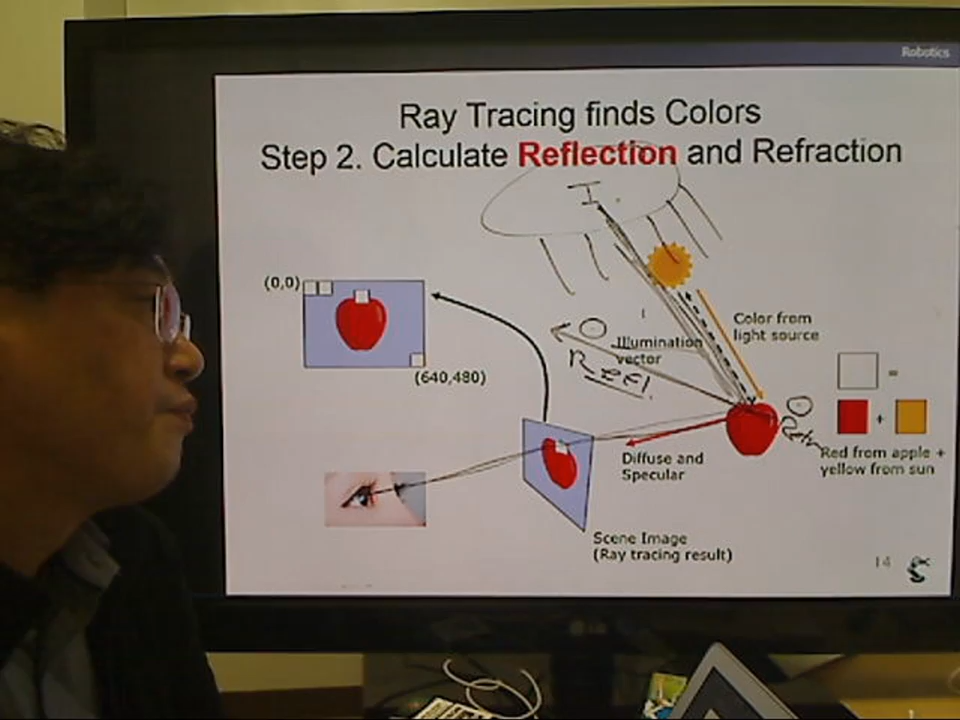 Robotics
Ray Tracing finds Colors
Step 2. Calculate Reflection and Refraction
I
(0,0)
(640,480)
Color from
light source
Illumination
vector
Refl.
=
+
Refr
Red from apple +
yellow from sun
Diffuse and
Specular
Scene Image
(Ray tracing result)
14